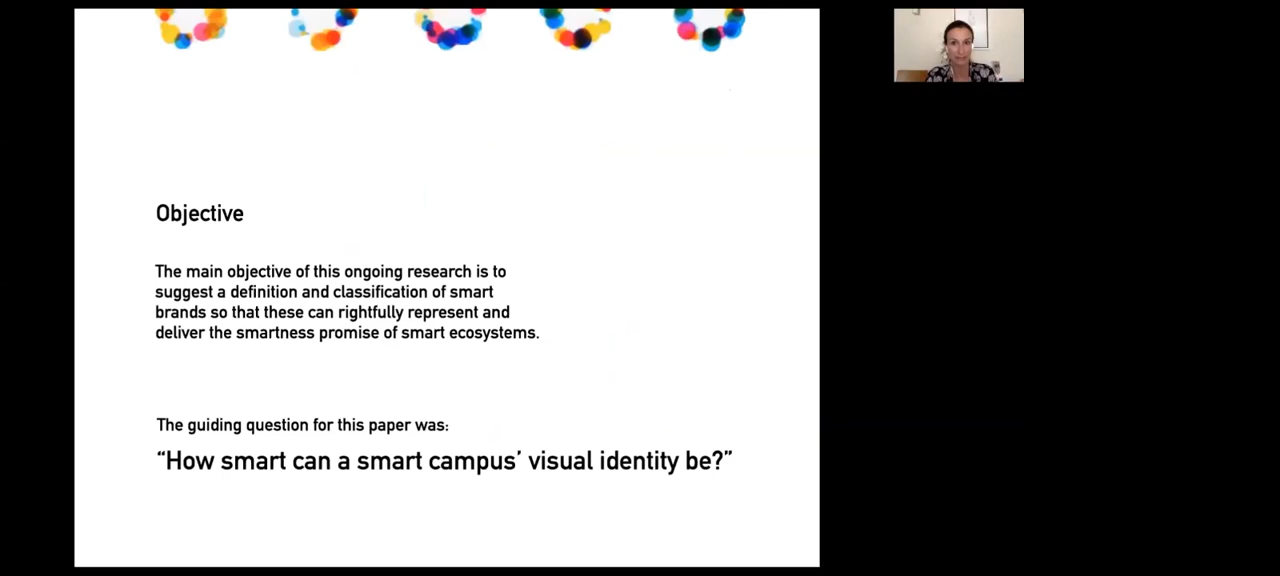 Objective
The main objective of this ongoing research is to
suggest a definition and classification of smart
brands so that these can rightfully represent and
deliver the smartness promise of smart ecosystems.
The guiding question for this paper was:
“How smart can a smart campus’ visual identity be?”